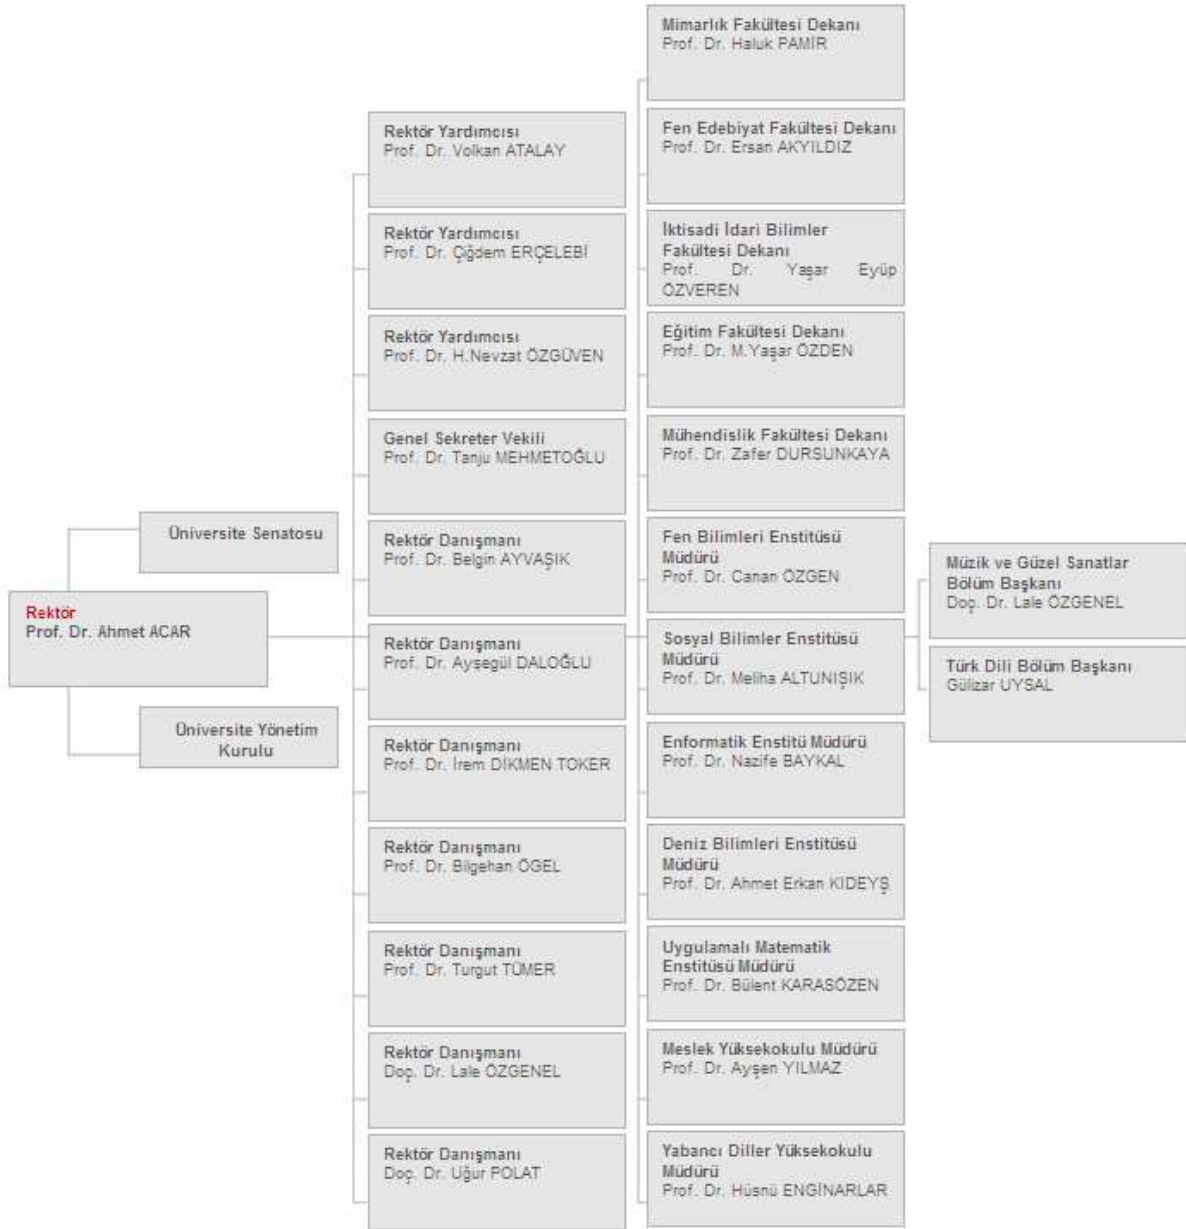 Üniversite Senatosu
Rektör
Prof. Dr. Ahmet ACAR
Üniversite Yönetim
Kurulu
Rektör Yardımcısı
Prof. Dr. Volkan ATALAY
Rektör Yardımcısı
Prof. Dr. Çiğdem ERÇELEBİ
Rektör Yardımcısı
Prof. Dr. H.Nevzat ÖZGÜVEN
Genel Sekreter Vekili
Prof. Dr. Tanju MEHMETOĞLU
Rektör Danışmanı
Prof. Dr. Belgin AYVAŞIK
Rektör Danışmanı
Prof. Dr. Ayşegül DALOĞLU
Rektör Danışmanı
Prof. Dr. İrem DİKMEN TOKER
Rektör Danışmanı
Prof. Dr. Bilgehan ÖGEL
Rektör Danışmanı
Prof. Dr. Turgut TÜMER
Rektör Danışmanı
Doç. Dr. Lale ÖZGENEL
Rektör Danışmanı
Doç. Dr. Uğur POLAT
Mimarlık Fakültesi Dekanı
Prof. Dr. Haluk PAMİR
Fen Edebiyat Fakültesi Dekanı
Prof. Dr. Ersan AKYILDIZ
İktisadi İdari Bilimler
Fakültesi Dekanı
Prof. Dr. Yaşar Eyüp
ÖZVEREN
Eğitim Fakültesi Dekanı
Prof. Dr. M.Yaşar ÖZDEN
Mühendislik Fakültesi Dekanı
Prof. Dr. Zafer DURSUNKAYA
Fen Bilimleri Enstitüsü
Müdürü
Prof. Dr. Canan ÖZGEN
Sosyal Bilimler Enstitüsü
Müdürü
Prof. Dr. Meliha ALTUNIŞIK
Enformatik Enstitü Müdürü
Prof. Dr. Nazife BAYKAL
Deniz Bilimleri Enstitüsü
Müdürü
Prof. Dr. Ahmet Erkan KIDEYŞ
Uygulamalı Matematik
Enstitüsü Müdürü
Prof. Dr. Bülent KARASÖZEN
Meslek Yüksekokulu Müdürü
Prof. Dr. Ayşen YILMAZ
Yabancı Diller Yüksekokulu
Müdürü
Prof. Dr. Hüsnü ENGİNARLAR
Müzik ve Güzel Sanatlar
Bölüm Başkanı
Doç. Dr. Lale ÖZGENEL
Türk Dili Bölüm Başkanı
Gülizar UYSAL